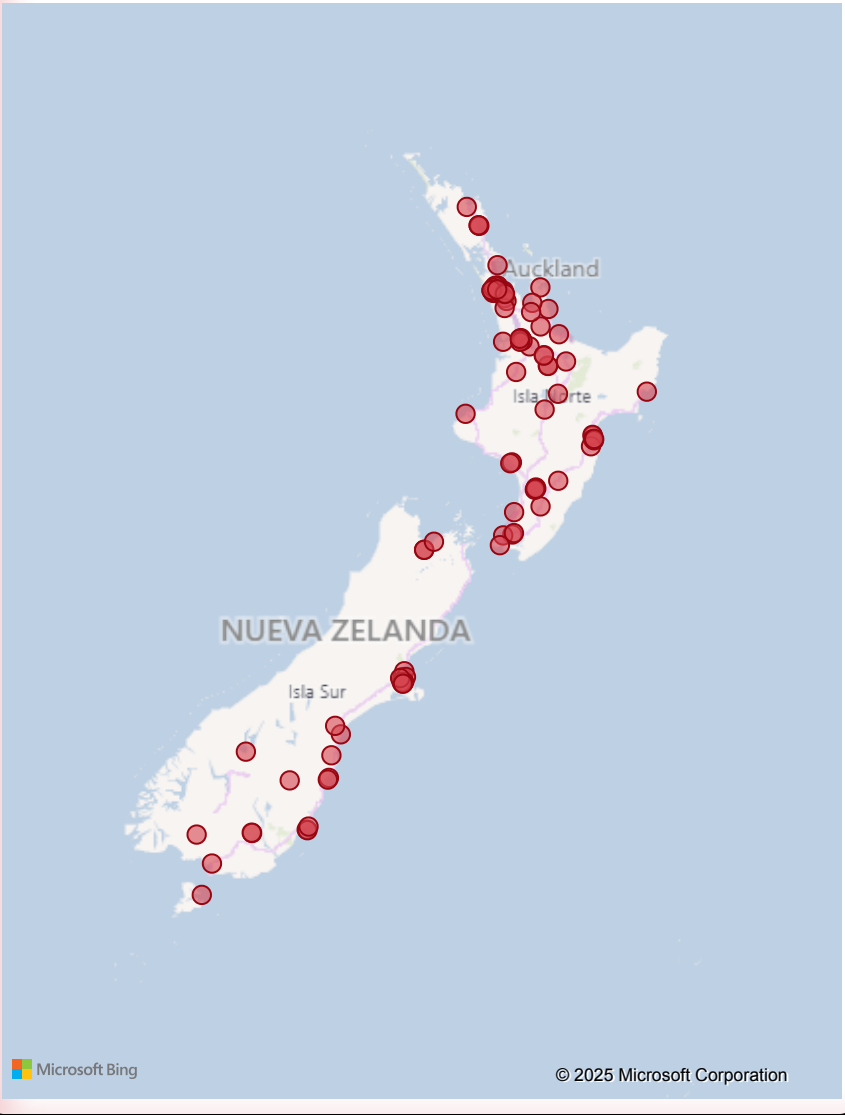 Auckland
Isla Norte
NUEVA ZELANDA
Isla Sur
Microsoft Bing
© 2025 Microsoft Corporation